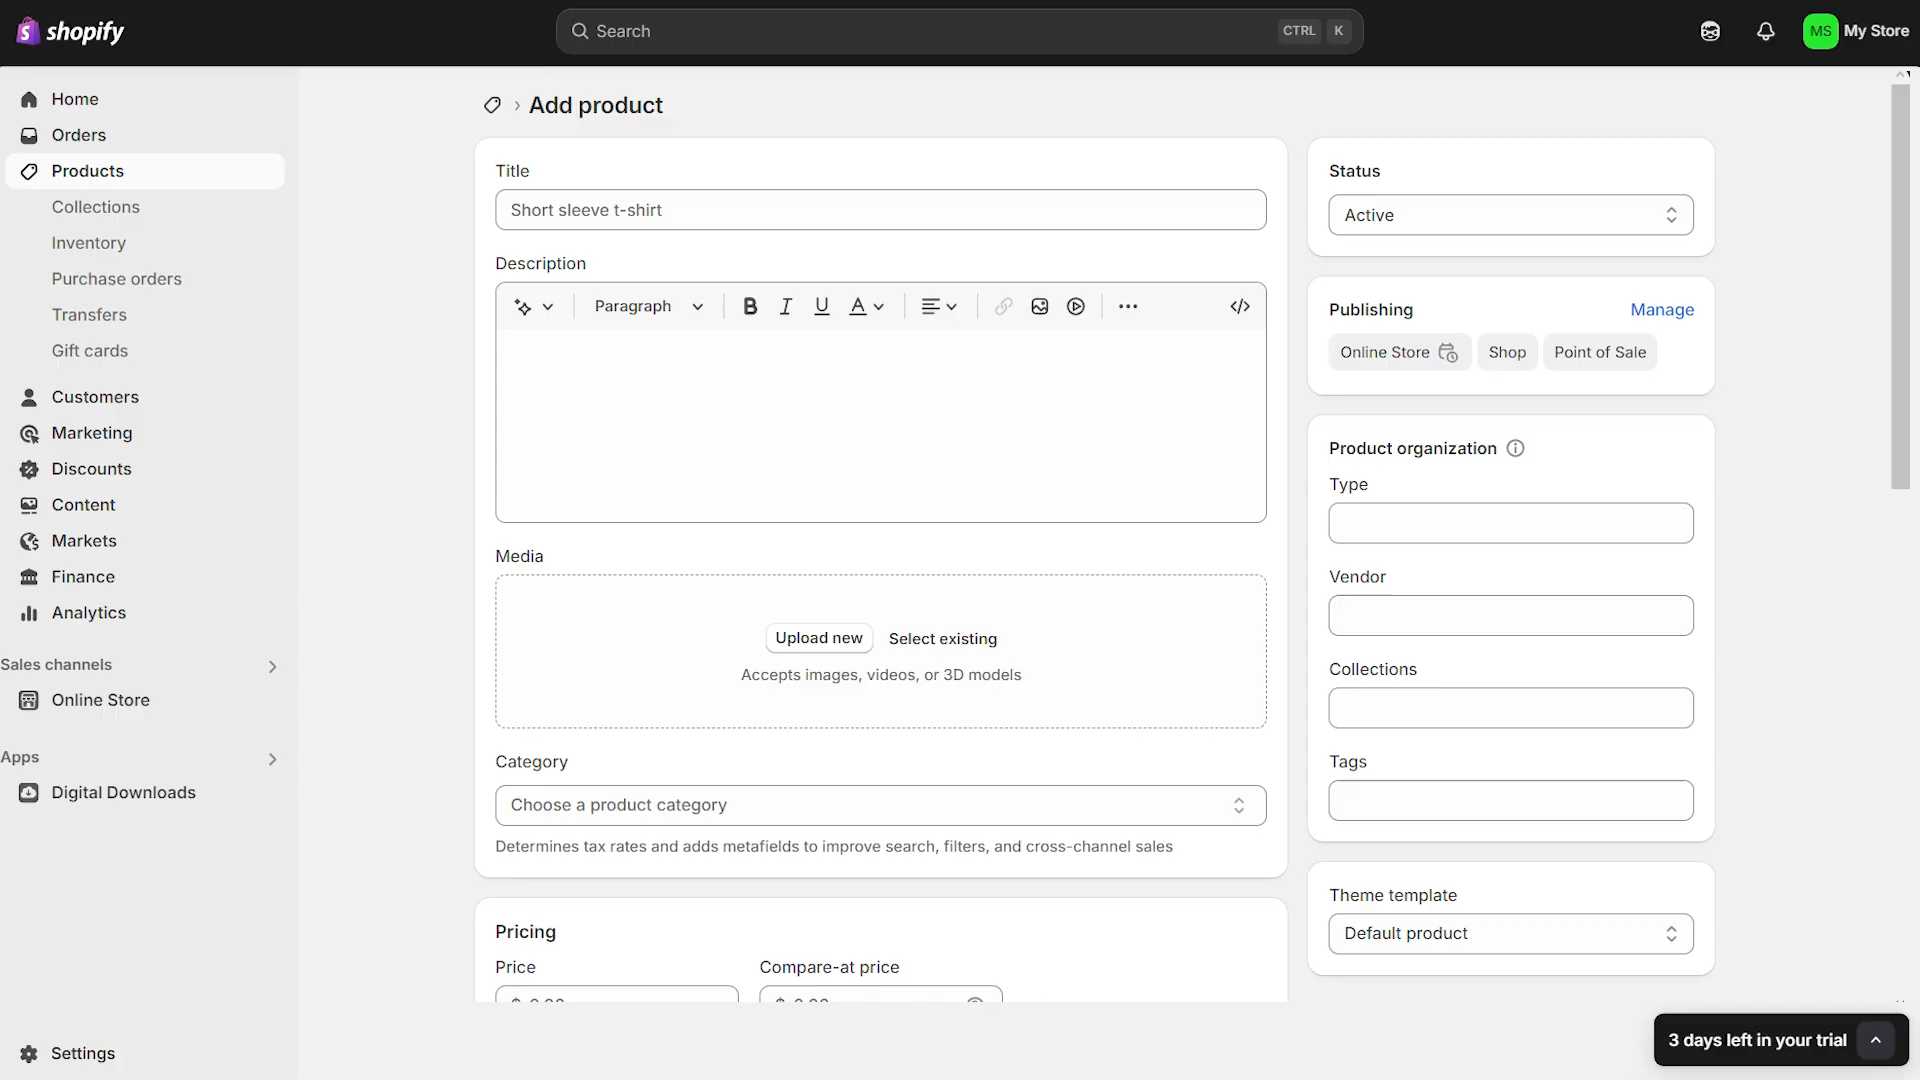 shopify
Search
CTRL K
MS My Store
Home
Orders
Products
Collections
Inventory
Purchase orders
Transfers
Gift cards
Customers
Marketing
Discounts
Content
Markets
Finance
Analytics
Sales channels
Online Store
Apps
Digital Downloads
Settings
Add product
Title
Short sleeve t-shirt
Description
Paragraph
Media
Upload new Select existing
Accepts images, videos, or 3D models
Category
Choose a product category
Determines tax rates and adds metafields to improve search, filters, and cross-channel sales
Pricing
Price Compare-at price
Status
Active
Publishing Manage
Online Store Shop Point of Sale
Product organization
Type
Vendor
Collections
Tags
Theme template
Default product
3 days left in your trial